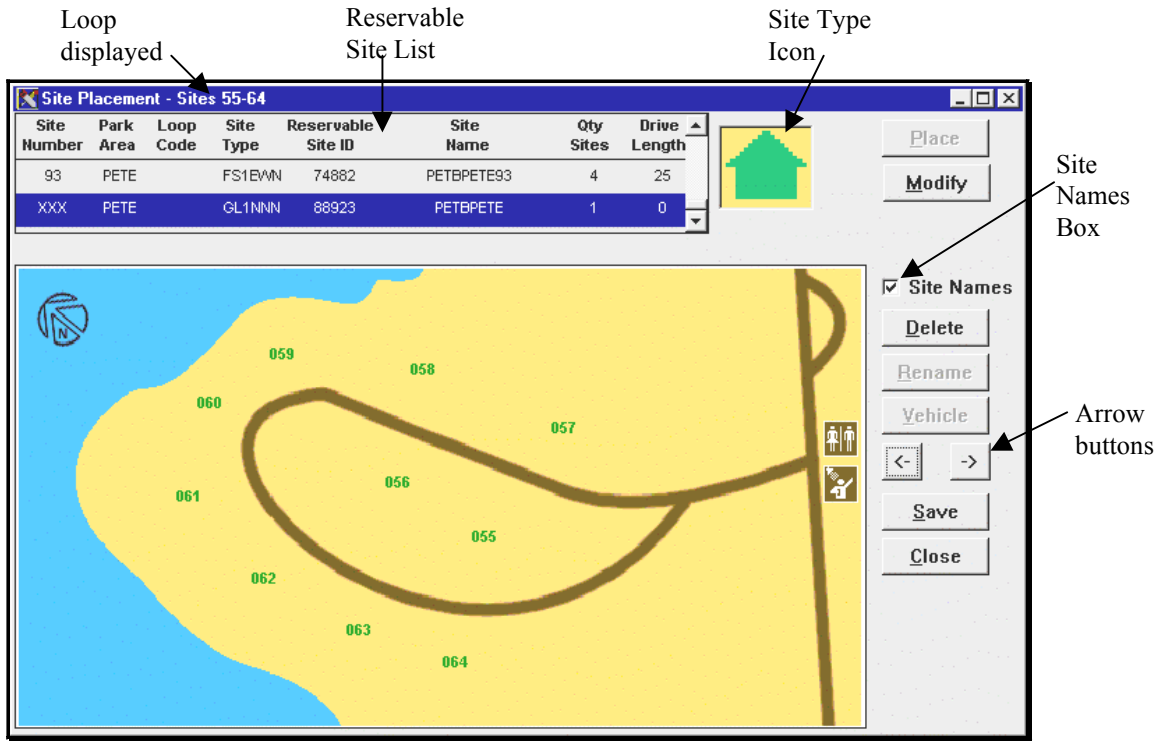 Loop
displayed
Reservable
Site List
Site Type
Icon
Site Placement - Sites 55-64
Site Number Park Area Loop Code Site Type Reservable Site ID Site Name Qty Sites Drive Length
93 PETE FS1EWN 74882 PETBPETE93 4 25
XXX PETE GL1NNN 88923 PETBPETE 1 0
Place
Modify
Site
Names
Box
Site Names
Delete
Rename
Vehicle
<- ->
Arrow
buttons
Save
Close
N
059
058
060
057
056
061
055
062
063
064